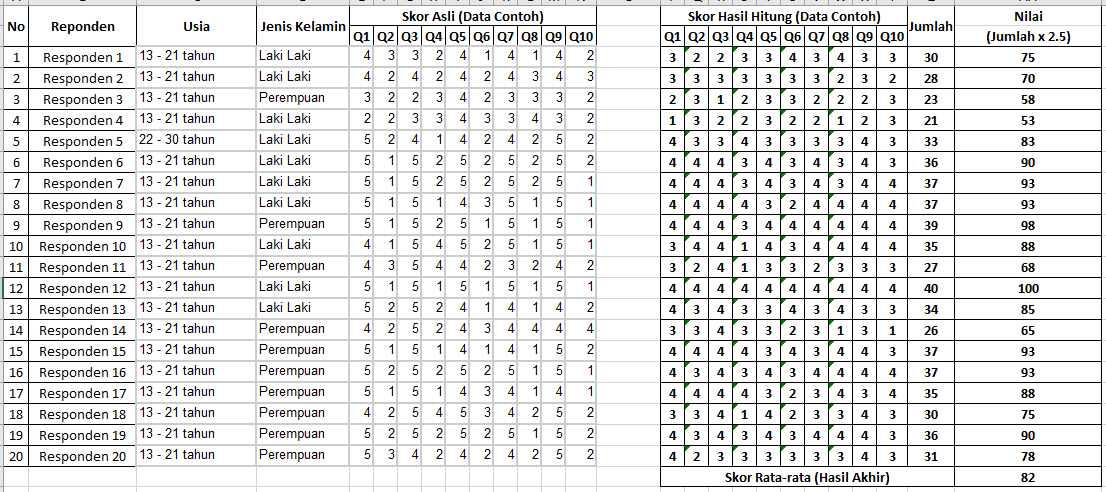 No Reponden Usia Jenis Kelamin Skor Asli (Data Contoh) Skor Hasil Hitung (Data Contoh) Jumlah Nilai (Jumlah x 2.5)
Q1 Q2 Q3 Q4 Q5 Q6 Q7 Q8 Q9 Q10 Q1 Q2 Q3 Q4 Q5 Q6 Q7 Q8 Q9 Q10
1 Responden 1 13 - 21 tahun Laki Laki 4 3 3 2 4 1 4 1 4 2 3 2 2 3 3 4 3 4 3 3 30 75
2 Responden 2 13 - 21 tahun Laki Laki 4 2 4 2 4 2 4 3 4 3 3 3 3 3 3 3 3 2 3 2 28 70
3 Responden 3 13 - 21 tahun Perempuan 3 2 2 3 4 2 3 3 3 2 2 3 1 2 3 3 2 2 2 3 23 58
4 Responden 4 13 - 21 tahun Laki Laki 2 2 3 3 4 3 3 4 3 2 1 3 2 2 3 2 2 1 2 3 21 53
5 Responden 5 22 - 30 tahun Laki Laki 5 2 4 1 4 2 4 2 5 2 4 3 3 4 3 3 3 3 4 3 33 83
6 Responden 6 13 - 21 tahun Laki Laki 5 1 5 2 5 2 5 2 5 2 4 4 4 3 4 3 4 3 4 3 36 90
7 Responden 7 13 - 21 tahun Laki Laki 5 1 5 2 5 2 5 2 5 1 4 4 4 3 4 3 4 3 4 4 37 93
8 Responden 8 13 - 21 tahun Laki Laki 5 1 5 1 4 3 5 1 5 1 4 4 4 4 3 2 4 4 4 4 37 93
9 Responden 9 13 - 21 tahun Perempuan 5 1 5 2 5 1 5 1 5 1 4 4 4 3 4 4 4 4 4 4 39 98
10 Responden 10 13 - 21 tahun Laki Laki 4 1 5 4 5 2 5 1 5 1 3 4 4 1 4 3 4 4 4 4 35 88
11 Responden 11 13 - 21 tahun Perempuan 4 3 5 4 4 2 3 2 4 2 3 2 4 1 3 3 2 3 3 3 27 68
12 Responden 12 13 - 21 tahun Laki Laki 5 1 5 1 5 1 5 1 5 1 4 4 4 4 4 4 4 4 4 4 40 100
13 Responden 13 13 - 21 tahun Laki Laki 5 2 5 2 4 1 4 1 4 2 4 3 4 3 3 4 3 4 3 3 34 85
14 Responden 14 13 - 21 tahun Perempuan 4 2 5 2 4 3 4 4 4 4 3 3 4 3 3 2 3 1 3 1 26 65
15 Responden 15 13 - 21 tahun Perempuan 5 1 5 1 4 1 4 1 5 2 4 4 4 4 3 4 3 4 4 3 37 93
16 Responden 16 13 - 21 tahun Perempuan 5 2 5 2 5 2 5 1 5 1 4 3 4 3 4 3 4 4 4 4 37 93
17 Responden 17 13 - 21 tahun Perempuan 5 1 5 1 4 3 4 1 4 1 4 4 4 4 3 2 3 4 3 4 35 88
18 Responden 18 13 - 21 tahun Perempuan 4 2 5 4 5 3 4 2 5 2 3 3 4 1 4 2 3 3 4 3 30 75
19 Responden 19 13 - 21 tahun Perempuan 5 2 5 2 5 2 5 1 5 2 4 3 4 3 4 3 4 4 4 3 36 90
20 Responden 20 13 - 21 tahun Perempuan 5 3 4 2 4 2 4 2 5 2 4 2 3 3 3 3 3 3 4 3 31 78
Skor Rata-rata (Hasil Akhir) 82